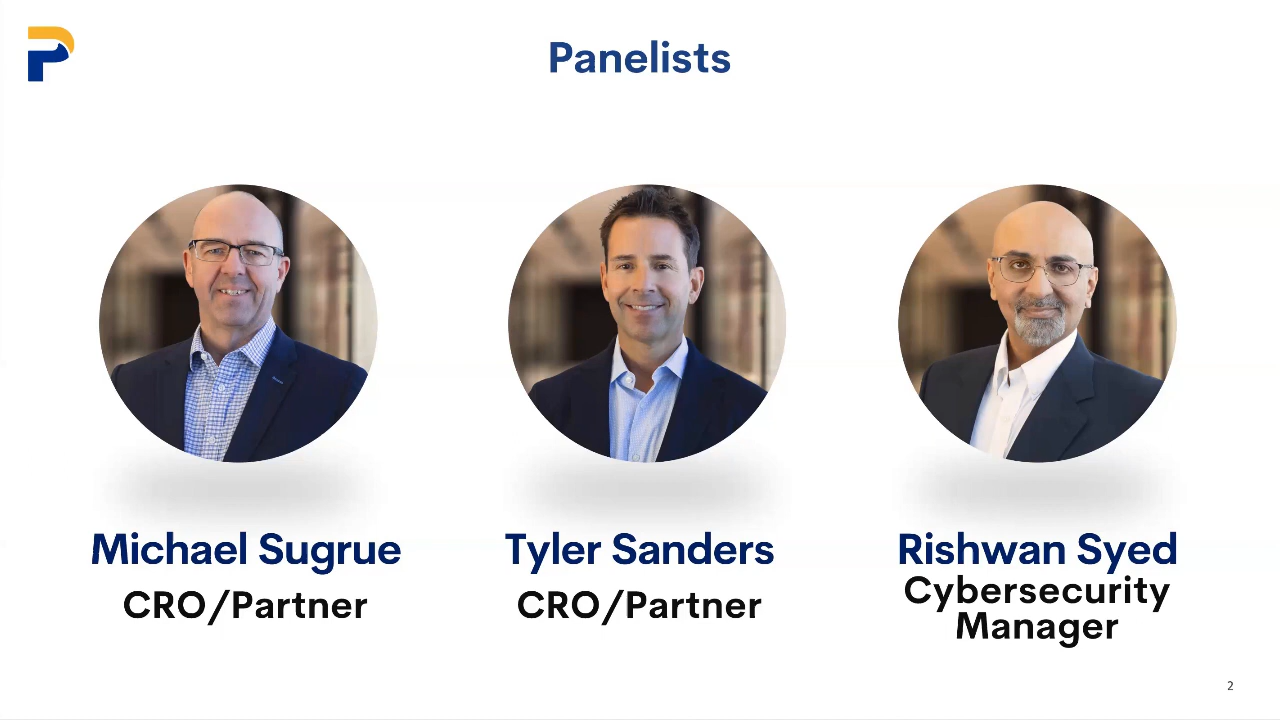 Panelists
Michael Sugrue
CRO/Partner
Tyler Sanders
CRO/Partner
Rishwan Syed
Cybersecurity
Manager
2